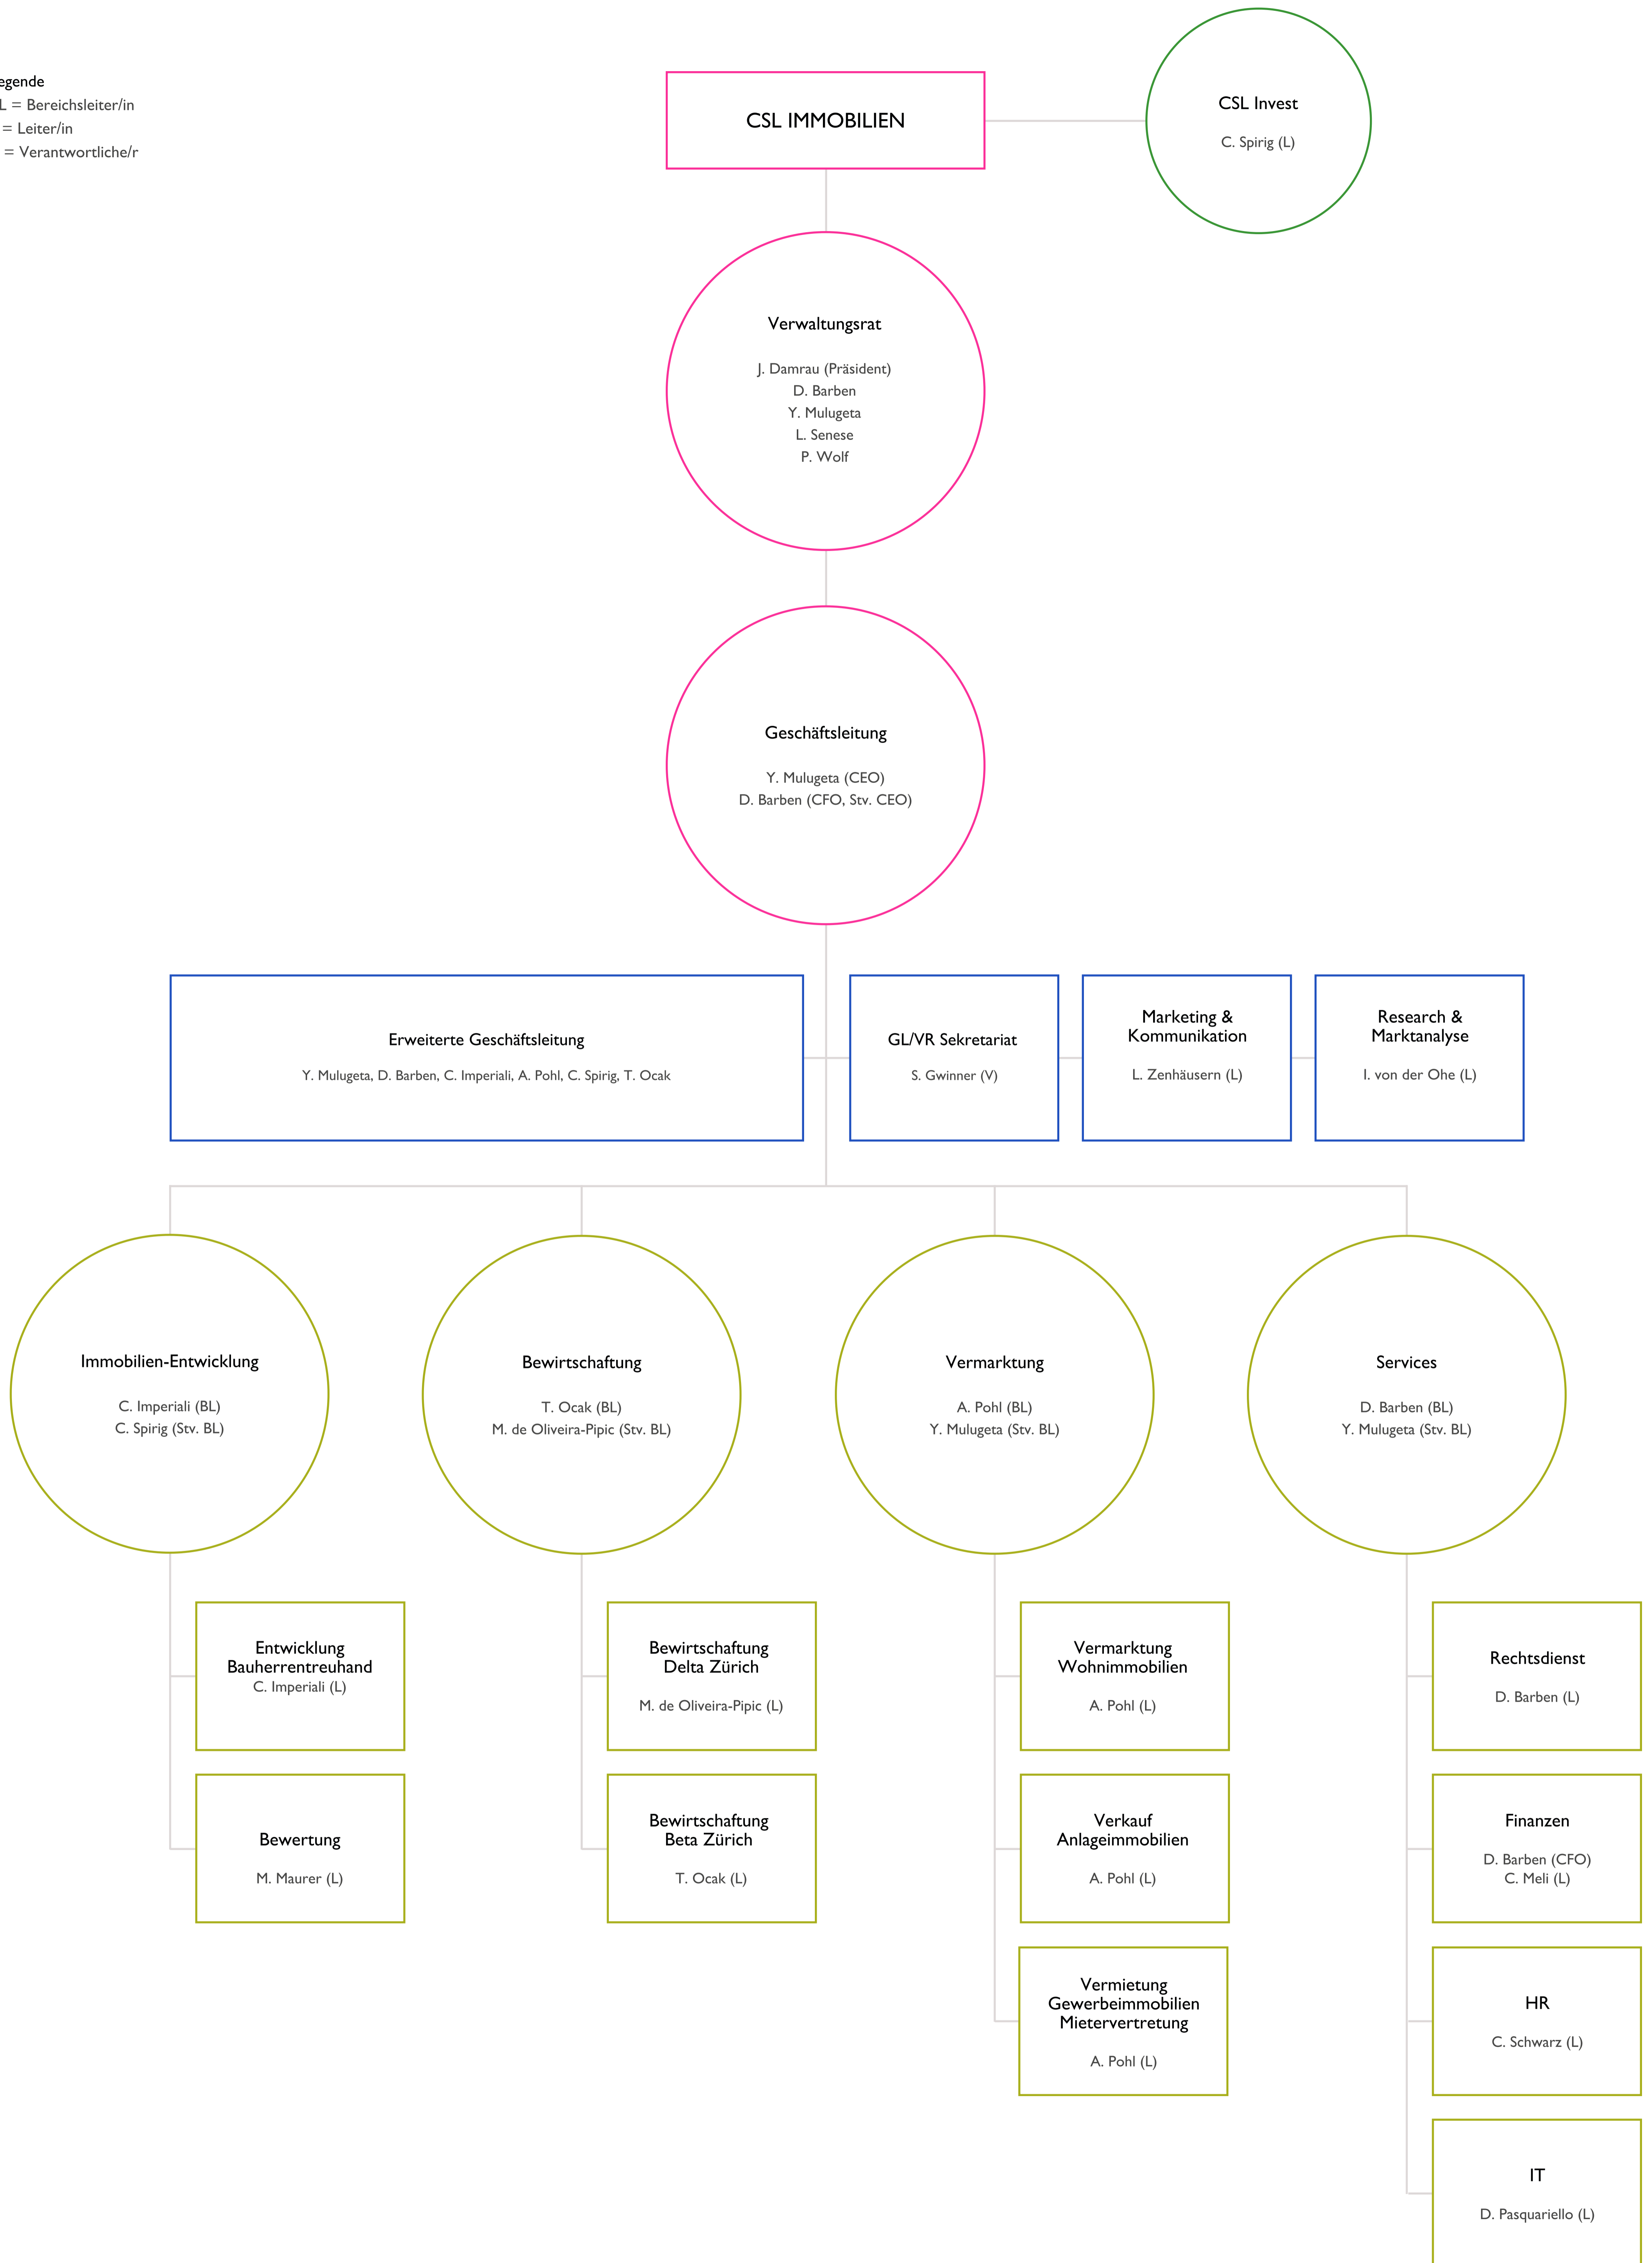 CSL Invest
C. Spirig (L)
CSL IMMOBILIEN
egende
L = Bereichsleiter/in
= Leiter/in
= Verantwortliche/r
Verwaltungsrat
J. Damrau (Präsident)
D. Barben
Y. Mulugeta
L. Senese
P. Wolf
Geschäftsleitung
Y. Mulugeta (CEO)
D. Barben (CFO, Stv. CEO)
Erweiterte Geschäftsleitung
Y. Mulugeta, D. Barben, C. Imperiali, A. Pohl, C. Spirig, T. Ocak
GL/VR Sekretariat
S. Gwinner (V)
Marketing &
Kommunikation
L. Zenhäusern (L)
Research &
Marktanalyse
I. von der Ohe (L)
Immobilien-Entwicklung
C. Imperiali (BL)
C. Spirig (Stv. BL)
Bewirtschaftung
T. Ocak (BL)
M. de Oliveira-Pipic (Stv. BL)
Vermarktung
A. Pohl (BL)
Y. Mulugeta (Stv. BL)
Services
D. Barben (BL)
Y. Mulugeta (Stv. BL)
Entwicklung
Bauherrentreuhand
C. Imperiali (L)
Bewertung
M. Maurer (L)
Bewirtschaftung
Delta Zürich
M. de Oliveira-Pipic (L)
Bewirtschaftung
Beta Zürich
T. Ocak (L)
Vermarktung
Wohnimmobilien
A. Pohl (L)
Verkauf
Anlageimmobilien
A. Pohl (L)
Vermietung
Gewerbeimmobilien
Mietervertretung
A. Pohl (L)
Rechtsdienst
D. Barben (L)
Finanzen
D. Barben (CFO)
C. Meli (L)
HR
C. Schwarz (L)
IT
D. Pasquariello (L)